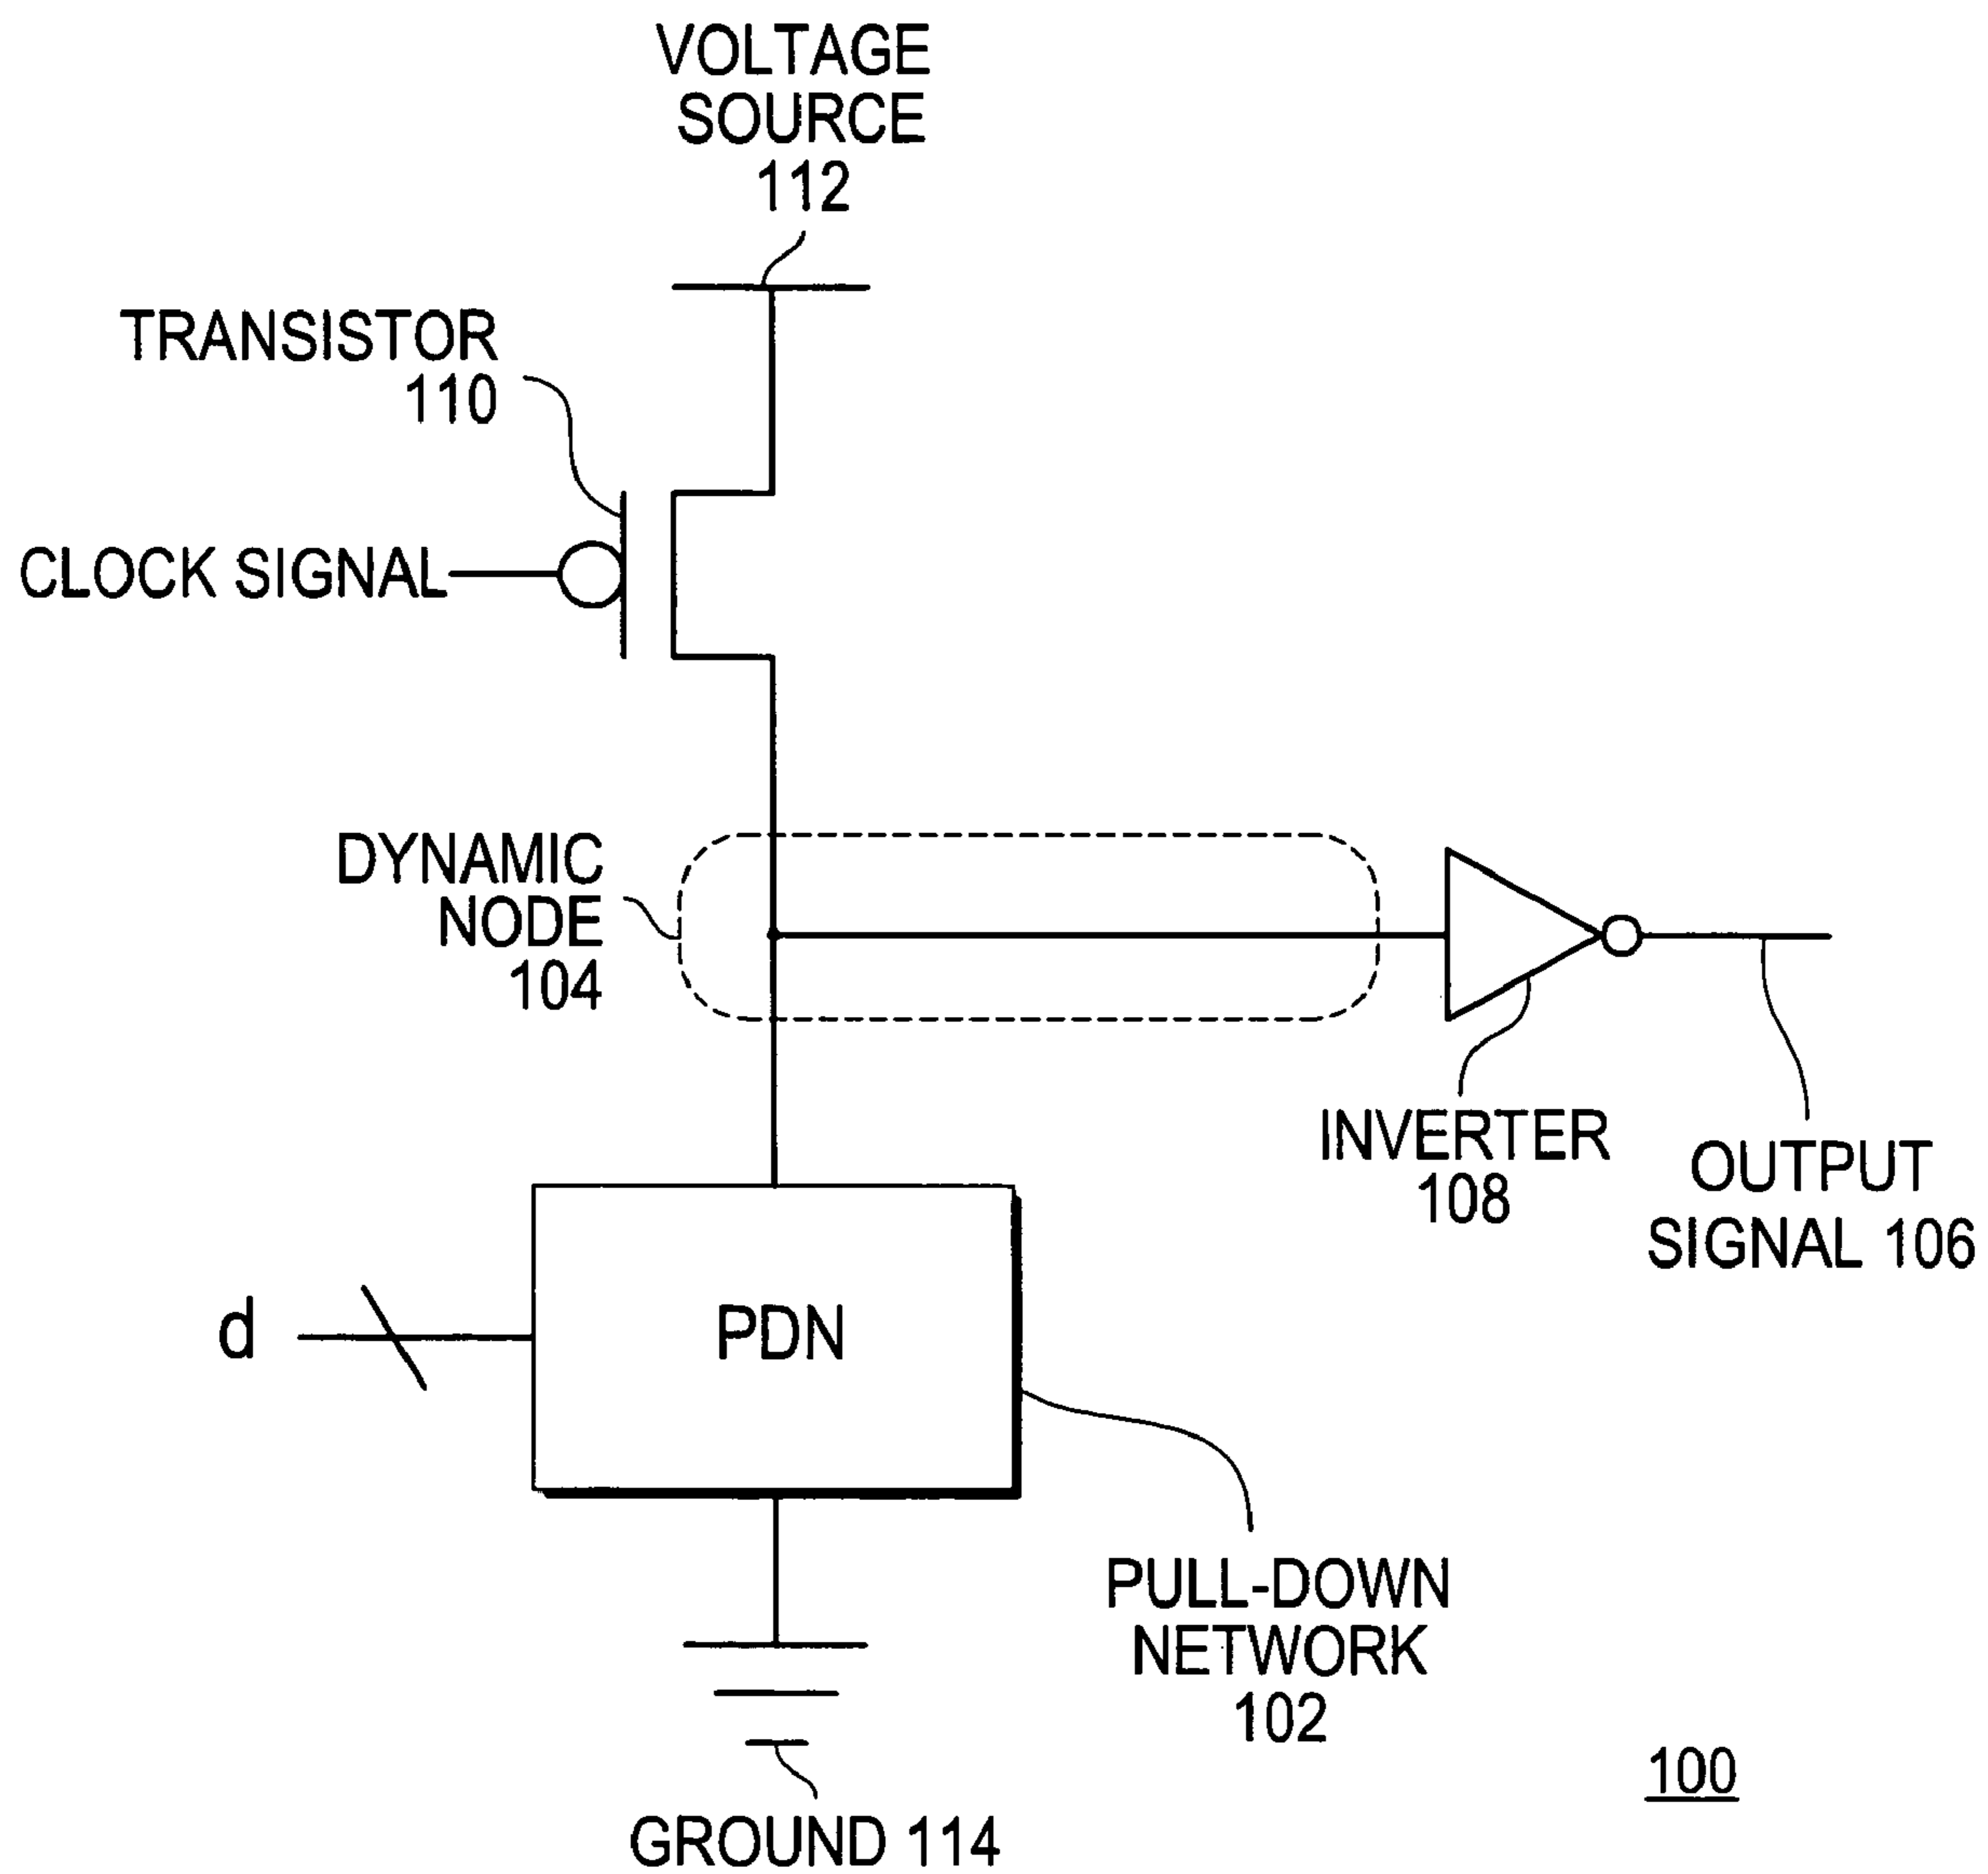 VOLTAGE
SOURCE
112
TRANSISTOR
110
CLOCK SIGNAL
DYNAMIC
NODE
104
INVERTER
108
OUTPUT
SIGNAL 106
d
PDN
PULL-DOWN
NETWORK
102
100
GROUND 114